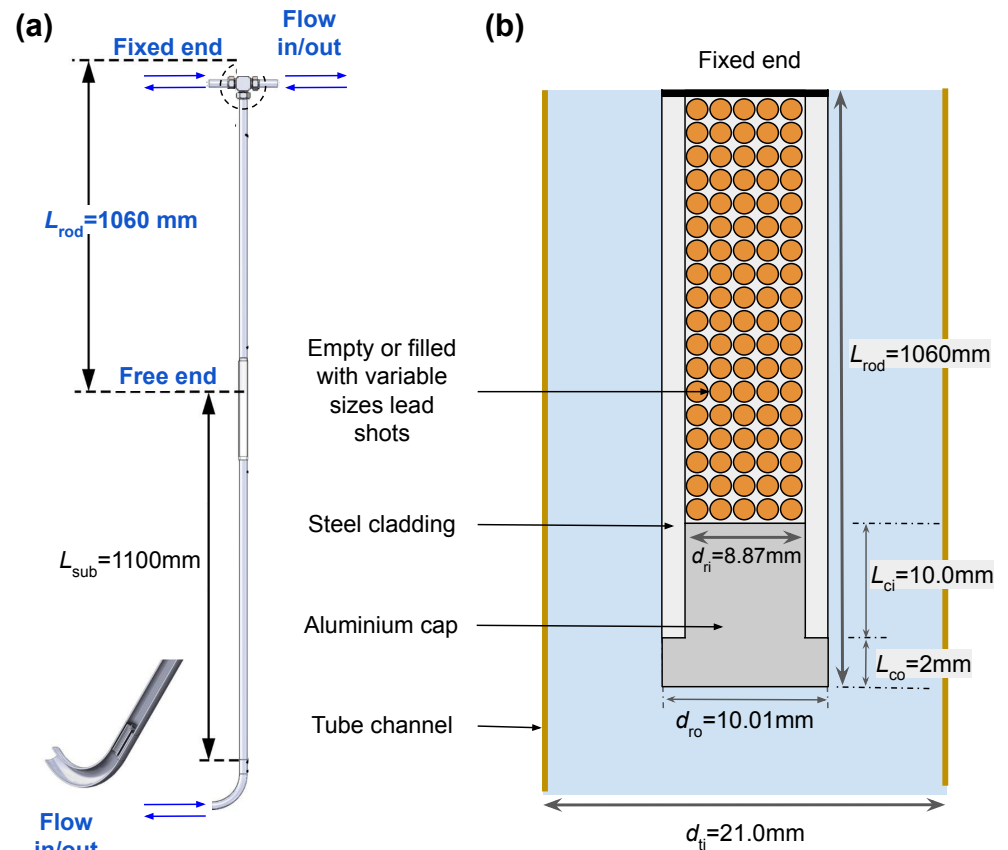 (a)
Flow
in/out
Fixed end
L_rod=1060 mm
Free end
L_sub=1100mm
Flow
in/out
(b)
Fixed end
Empty or filled
with variable
sizes lead
shots
L_rod=1060mm
Steel cladding
d_ri=8.87mm
L_ci=10.0mm
Aluminium cap
L_co=2mm
d_ro=10.01mm
Tube channel
d_ti=21.0mm